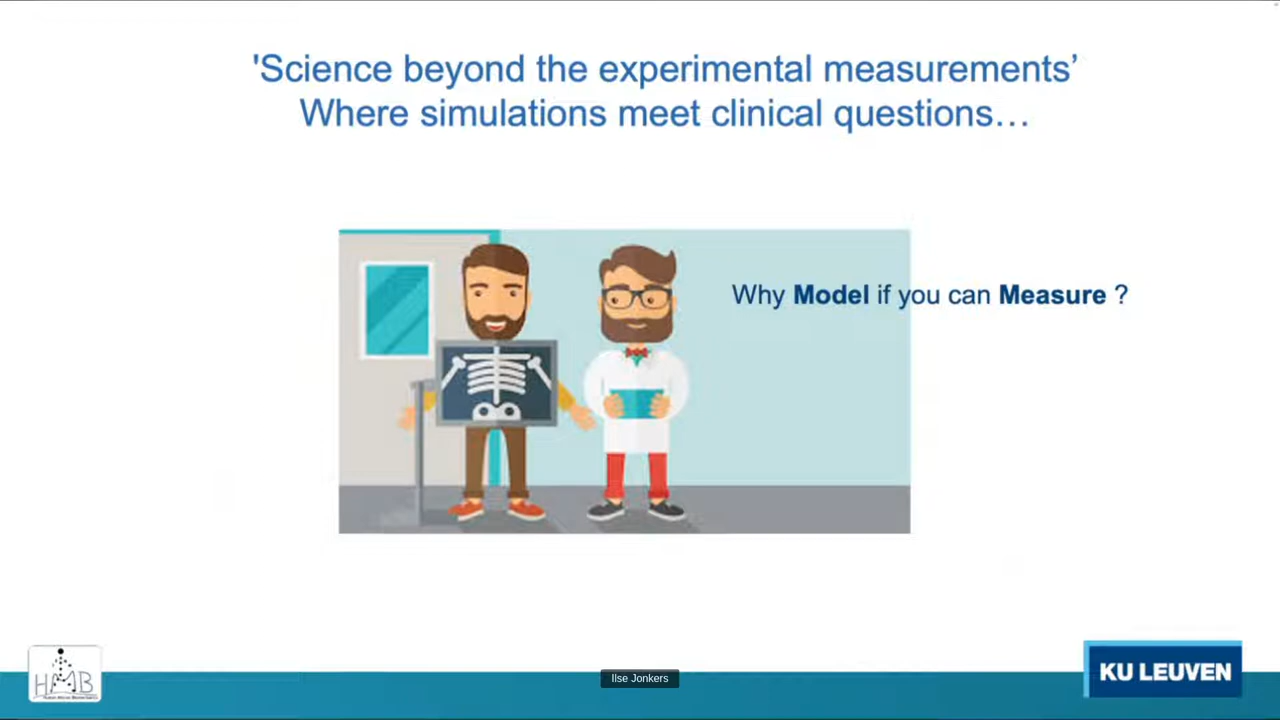 'Science beyond the experimental measurements’
Where simulations meet clinical questions…
Why Model if you can Measure ?
HMB
Ilse Jonkers
KU LEUVEN